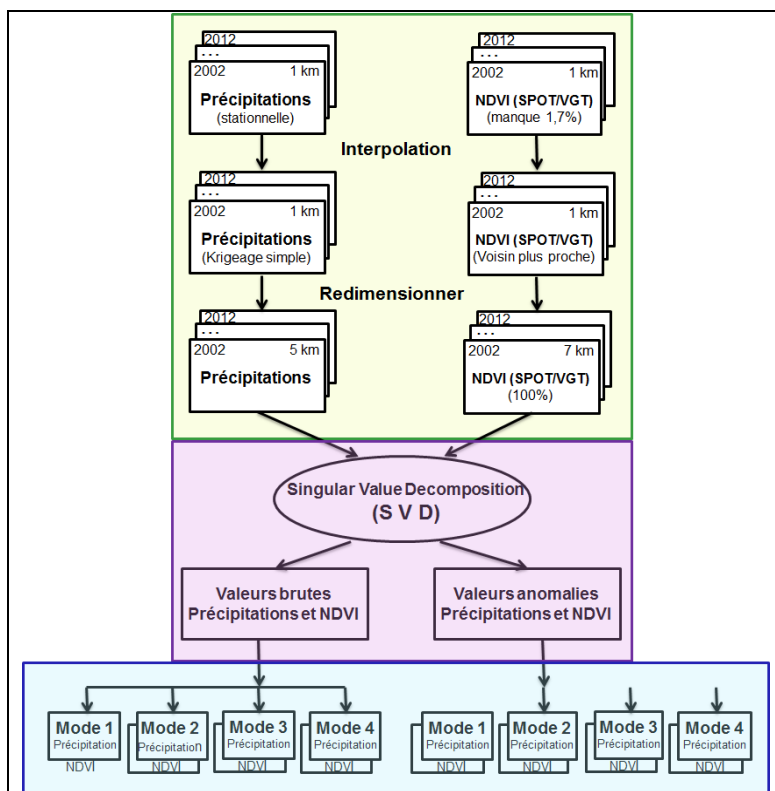 2012
...
2002 1 km
Précipitations
(stationnelle)
2012
...
2002 1 km
NDVI (SPOT/VGT)
(manque 1,7%)
Interpolation
2012
...
2002 1 km
Précipitations
(Krigeage simple)
2012
...
2002 1 km
NDVI (SPOT/VGT)
(Voisin plus proche)
Redimensionner
2012
...
2002 5 km
Précipitations
2012
...
2002 7 km
NDVI (SPOT/VGT)
(100%)
Singular Value Decomposition
(S V D)
Valeurs brutes
Précipitations et NDVI
Valeurs anomalies
Précipitations et NDVI
Mode 1
Précipitation
NDVI
Mode 2
Précipitation
NDVI
Mode 3
Précipitation
NDVI
Mode 4
Précipitation
NDVI
Mode 1
Précipitation
NDVI
Mode 2
Précipitation
NDVI
Mode 3
Précipitation
NDVI
Mode 4
Précipitation
NDVI